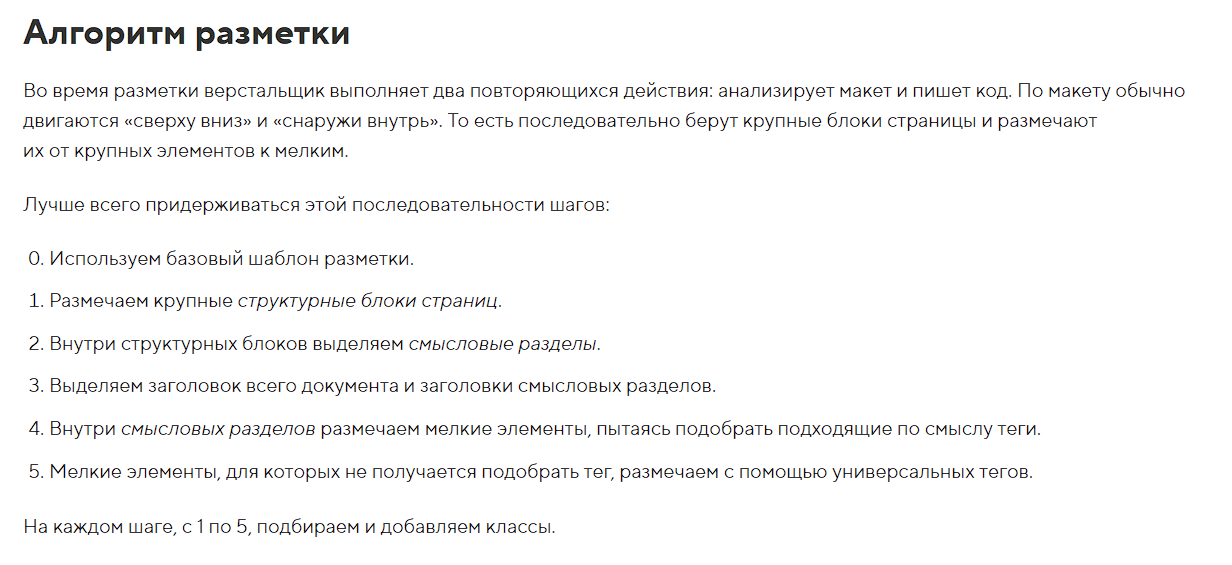 Алгоритм разметки
Во время разметки верстальщик выполняет два повторяющихся действия: анализирует макет и пишет код. По макету обычно
двигаются «сверху вниз» и «снаружи внутрь». То есть последовательно берут крупные блоки страницы и размечают
их от крупных элементов к мелким.
Лучше всего придерживаться этой последовательности шагов:
0. Используем базовый шаблон разметки.
1. Размечаем крупные структурные блоки страниц.
2. Внутри структурных блоков выделяем смысловые разделы.
3. Выделяем заголовок всего документа и заголовки смысловых разделов.
4. Внутри смысловых разделов размечаем мелкие элементы, пытаясь подобрать подходящие по смыслу теги.
5. Мелкие элементы, для которых не получается подобрать тег, размечаем с помощью универсальных тегов.
На каждом шаге, с 1 по 5, подбираем и добавляем классы.